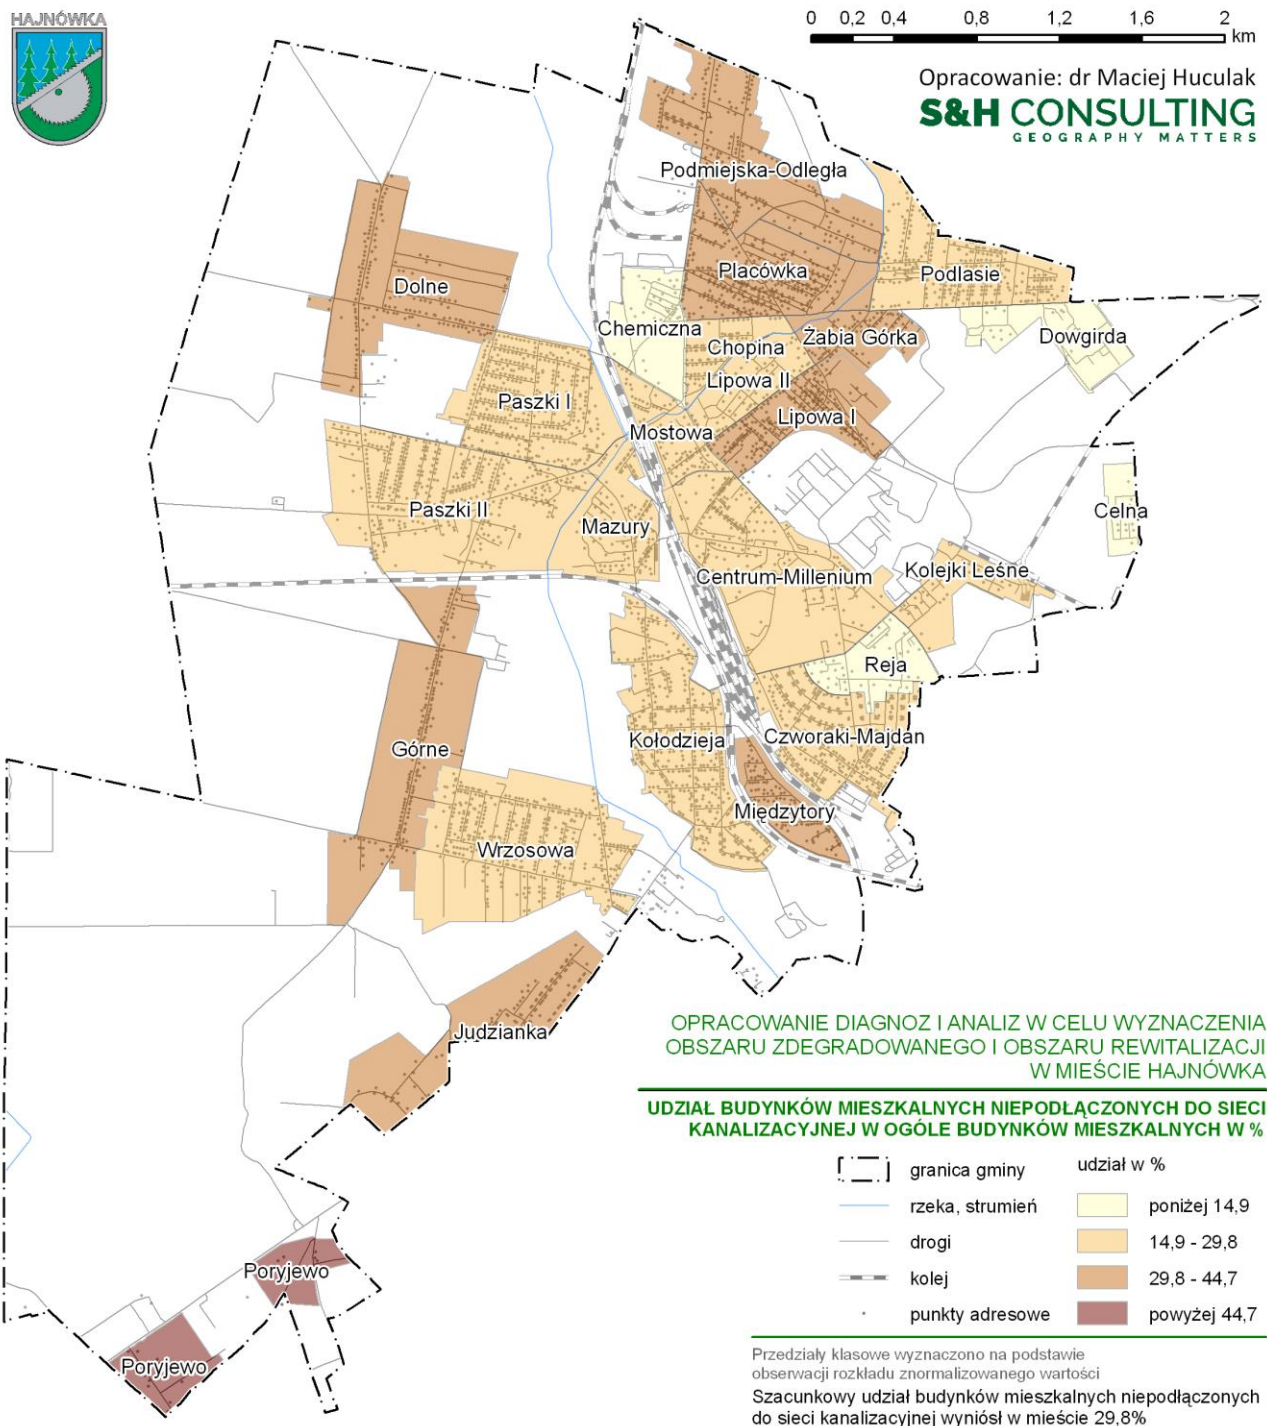 HAJNÓWKA
0 0,2 0,4 0,8 1,2 1,6 2
km
Opracowanie: dr Maciej Huculak
S&H CONSULTING
GEOGRAPHY MATTERS
Podmiejska-Odległa
Placówka
Podlasie
Dolne
Chemiczna
Chopina
Żabia Górka
Dowgirda
Lipowa II
Paszki I
Lipowa I
Mostowa
Paszki II
Mazury
Celna
Centrum-Millenium
Kolejki Leśne
Reja
Górne
Kołodzieja
Czworaki-Majdan
Międzytory
Wrzosowa
Judzianka
Poryjewo
Poryjewo
OPRACOWANIE DIAGNOZ I ANALIZ W CELU WYZNACZENIA
OBSZARU ZDEGRADOWANEGO I OBSZARU REWITALIZACJI
W MIEŚCIE HAJNÓWKA
UDZIAŁ BUDYNKÓW MIESZKALNYCH NIEPODŁĄCZONYCH DO SIECI
KANALIZACYJNEJ W OGÓLE BUDYNKÓW MIESZKALNYCH W %
granica gminy
rzeka, strumień
drogi
kolej
punkty adresowe
udział w %
poniżej 14,9
14,9 - 29,8
29,8 - 44,7
powyżej 44,7
Przedziały klasowe wyznaczono na podstawie
obserwacji rozkładu znormalizowanego wartości
Szacunkowy udział budynków mieszkalnych niepodłączonych
do sieci kanalizacyjnej wyniósł w mieście 29,8%